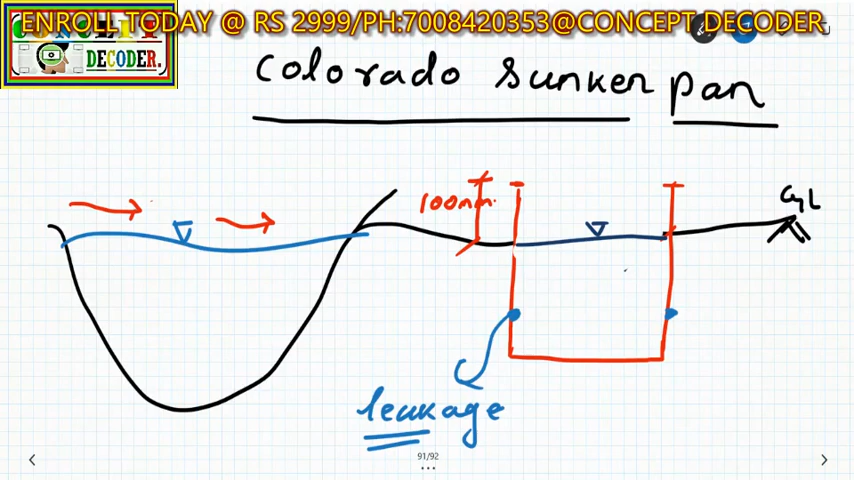 ENROLL TODAY @ RS 2999/PH:7008420353@CONCEPT DECODER
DECODER.
Colorado Sunken pan
100mm.
GL
leakage
91/92